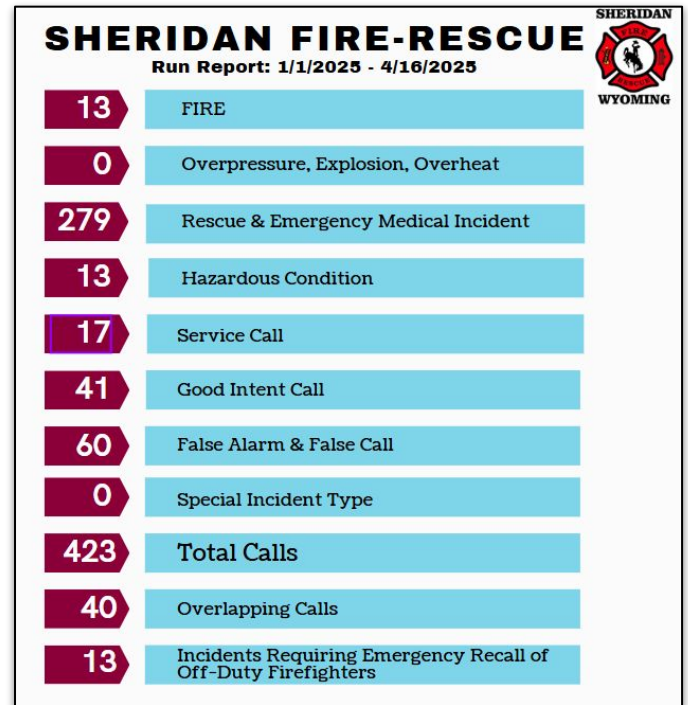 SHERIDAN FIRE-RESCUE
Run Report: 1/1/2025 - 4/16/2025
SHERIDAN
FIRE
RESCUE
WYOMING
13 FIRE
0 Overpressure, Explosion, Overheat
279 Rescue & Emergency Medical Incident
13 Hazardous Condition
17 Service Call
41 Good Intent Call
60 False Alarm & False Call
0 Special Incident Type
423 Total Calls
40 Overlapping Calls
13 Incidents Requiring Emergency Recall of
Off-Duty Firefighters